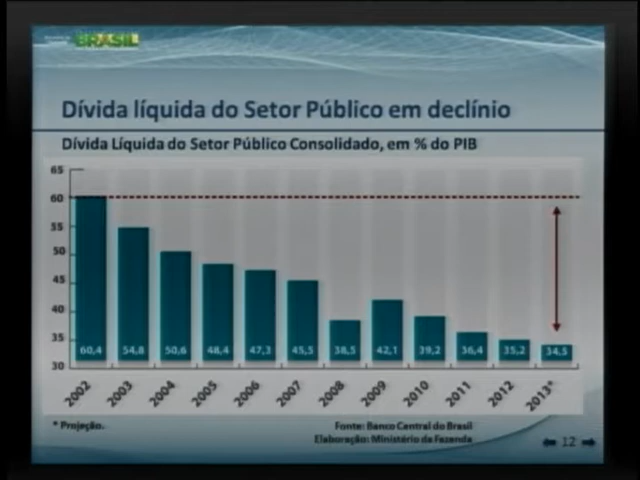 BRASIL
Dívida líquida do Setor Público em declínio
Dívida Líquida do Setor Público Consolidado, em % do PIB
65
60
55
50
45
40
35
30
60,4 54,8 50,6 48,4 47,3 45,5 38,5 42,1 39,2 36,4 35,2 34,5
2002 2003 2004 2005 2006 2007 2008 2009 2010 2011 2012 2013*
* Projeção.
Fonte: Banco Central do Brasil
Elaboração: Ministério da Fazenda
12